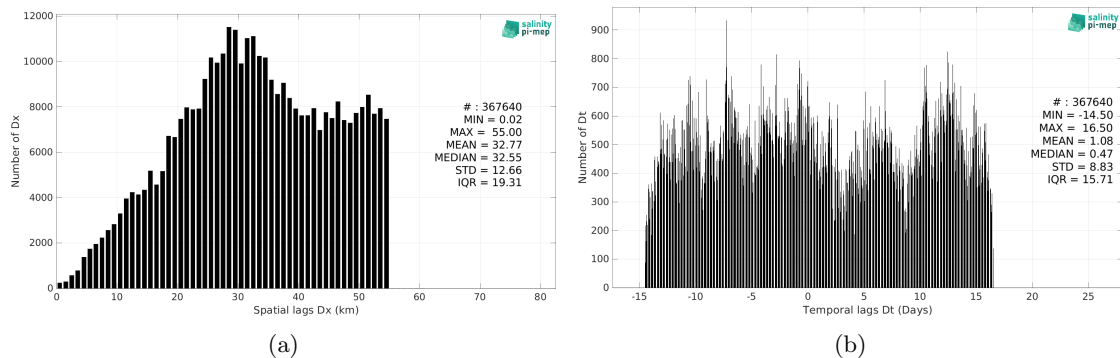 12000
10000
8000
6000
4000
2000
0
Number of Dx
0 10 20 30 40 50 60 70 80
Spatial lags Dx (km)
salinity
pi-mep
# : 367640
MIN = 0.02
MAX = 55.00
MEAN = 32.77
MEDIAN = 32.55
STD = 12.66
IQR = 19.31
(a)
900
800
700
600
500
400
300
200
100
0
Number of Dt
-15 -10 -5 0 5 10 15 20 25
Temporal lags Dt (Days)
salinity
pi-mep
# : 367640
MIN = -14.50
MAX = 16.50
MEAN = 1.08
MEDIAN = 0.47
STD = 8.83
IQR = 15.71
(b)